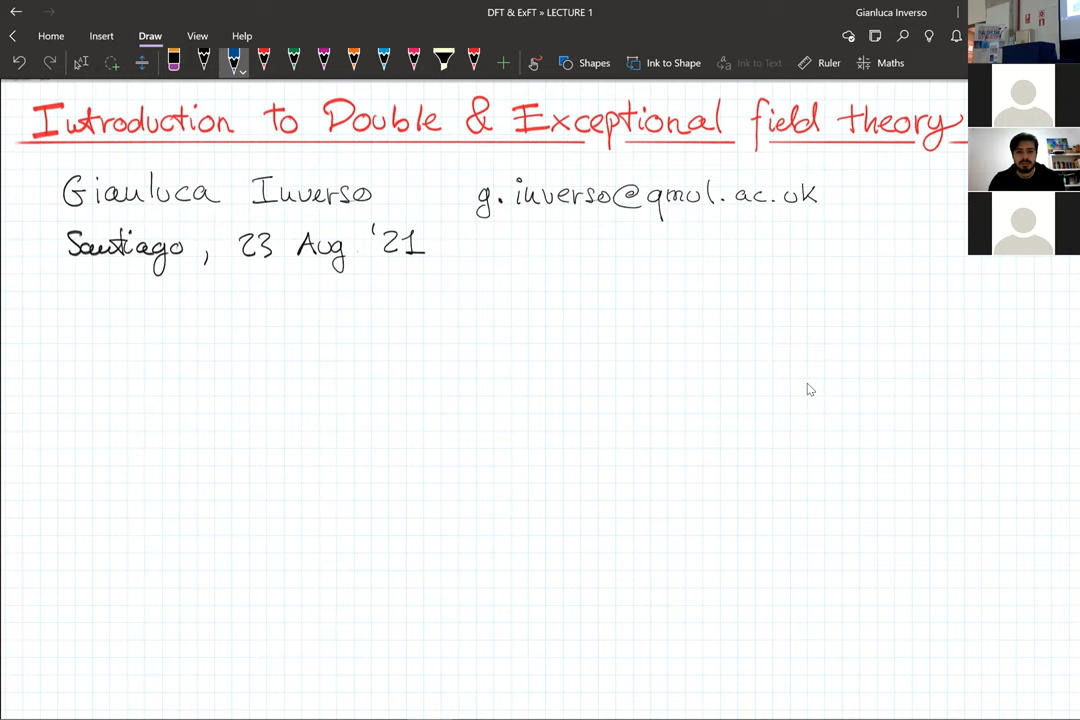 DFT & ExFT » LECTURE 1
Gianluca Inverso
Home Insert Draw View Help
Shapes Ink to Shape Ink to Text Ruler Maths
Introduction to Double & Exceptional field theory
Gianluca Inverso g.inverso@qmul.ac.uk
Santiago, 23 Aug '21